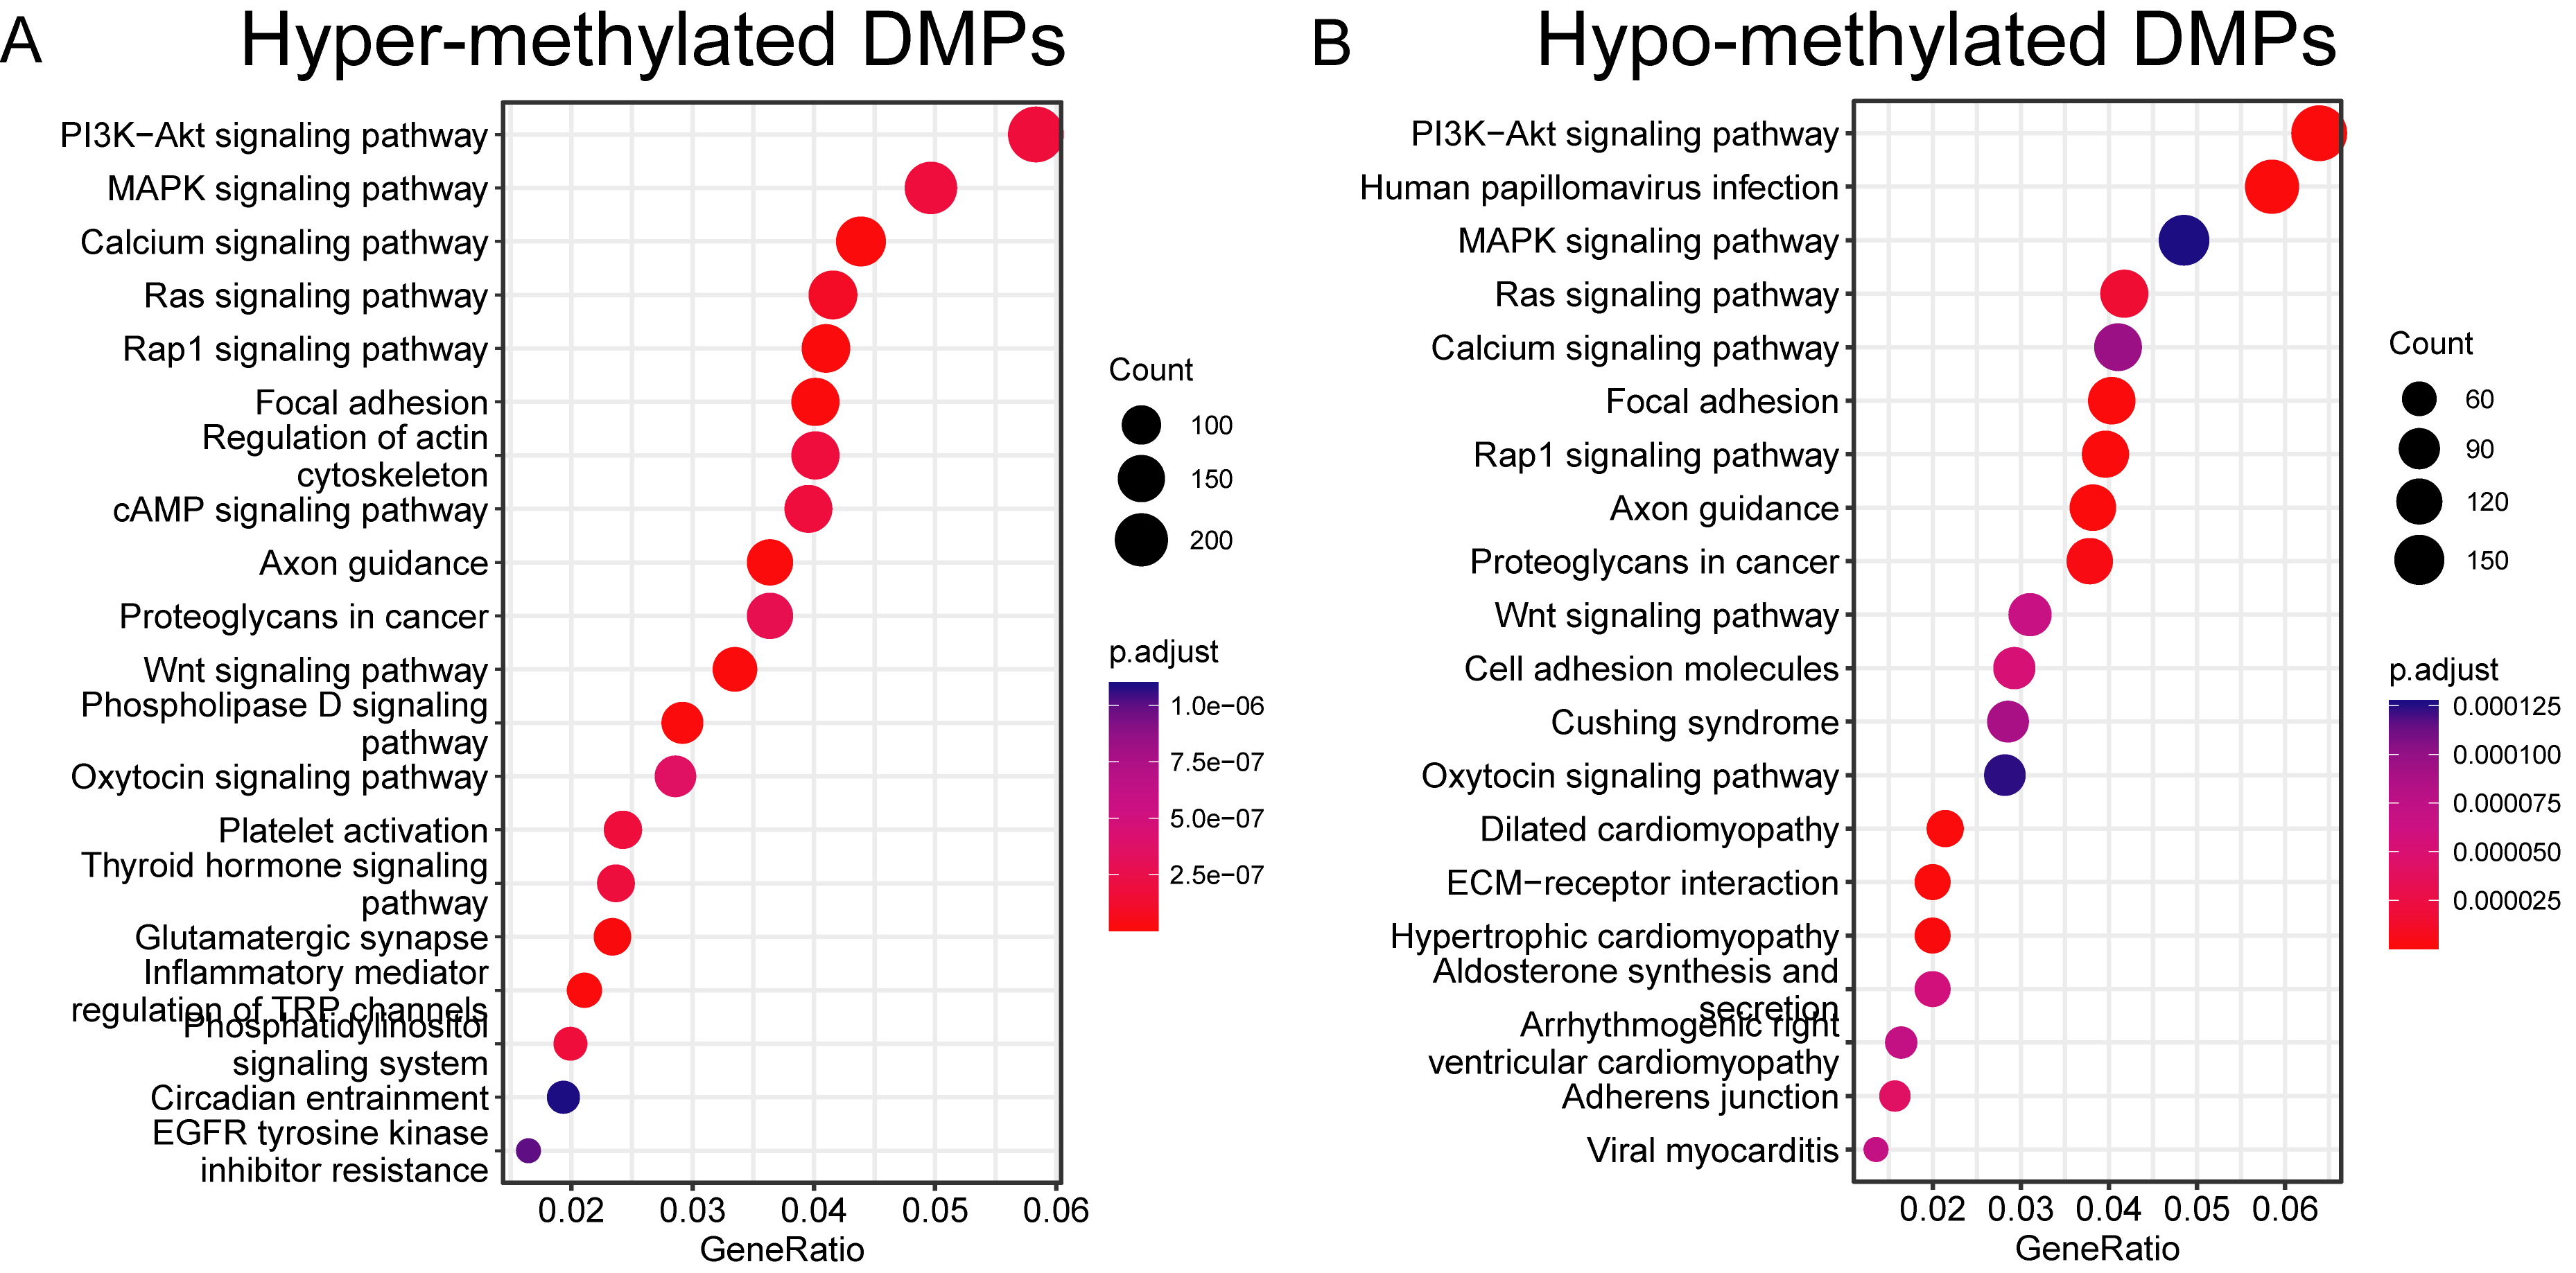 A
Hyper-methylated DMPs
PI3K−Akt signaling pathway
MAPK signaling pathway
Calcium signaling pathway
Ras signaling pathway
Rap1 signaling pathway
Focal adhesion
Regulation of actin
cytoskeleton
cAMP signaling pathway
Axon guidance
Proteoglycans in cancer
Wnt signaling pathway
Phospholipase D signaling
pathway
Oxytocin signaling pathway
Platelet activation
Thyroid hormone signaling
pathway
Glutamatergic synapse
Inflammatory mediator
regulation of TRP channels
Phosphatidylinositol
signaling system
Circadian entrainment
EGFR tyrosine kinase
inhibitor resistance
0.02 0.03 0.04 0.05 0.06
GeneRatio
Count
100
150
200
p.adjust
1.0e−06
7.5e−07
5.0e−07
2.5e−07
B
Hypo-methylated DMPs
PI3K−Akt signaling pathway
Human papillomavirus infection
MAPK signaling pathway
Ras signaling pathway
Calcium signaling pathway
Focal adhesion
Rap1 signaling pathway
Axon guidance
Proteoglycans in cancer
Wnt signaling pathway
Cell adhesion molecules
Cushing syndrome
Oxytocin signaling pathway
Dilated cardiomyopathy
ECM−receptor interaction
Hypertrophic cardiomyopathy
Aldosterone synthesis and
secretion
Arrhythmogenic right
ventricular cardiomyopathy
Adherens junction
Viral myocarditis
0.02 0.03 0.04 0.05 0.06
GeneRatio
Count
60
90
120
150
p.adjust
0.000125
0.000100
0.000075
0.000050
0.000025